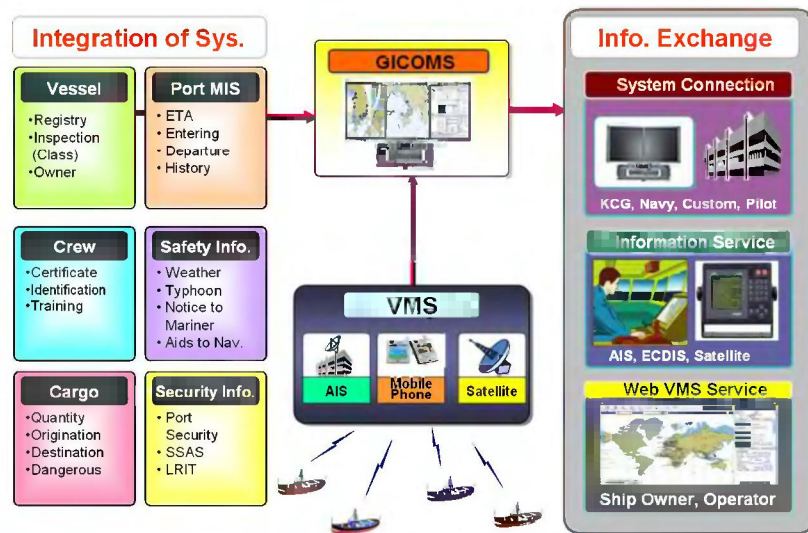 Integration of Sys.
Vessel
•Registry
•Inspection
(Class)
•Owner
Port MIS
• ETA
• Entering
• Departure
• History
Crew
•Certificate
•Identification
•Training
Safety Info.
• Weather
• Typhoon
• Notice to
Mariner
• Aids to Nav.
Cargo
•Quantity
•Origination
•Destination
•Dangerous
Security Info.
• Port
Security
• SSAS
• LRIT
GICOMS
VMS
AIS
Mobile
Phone
Satellite
Info. Exchange
System Connection
KCG, Navy, Custom, Pilot
Information Service
AIS, ECDIS, Satellite
Web VMS Service
Ship Owner, Operator